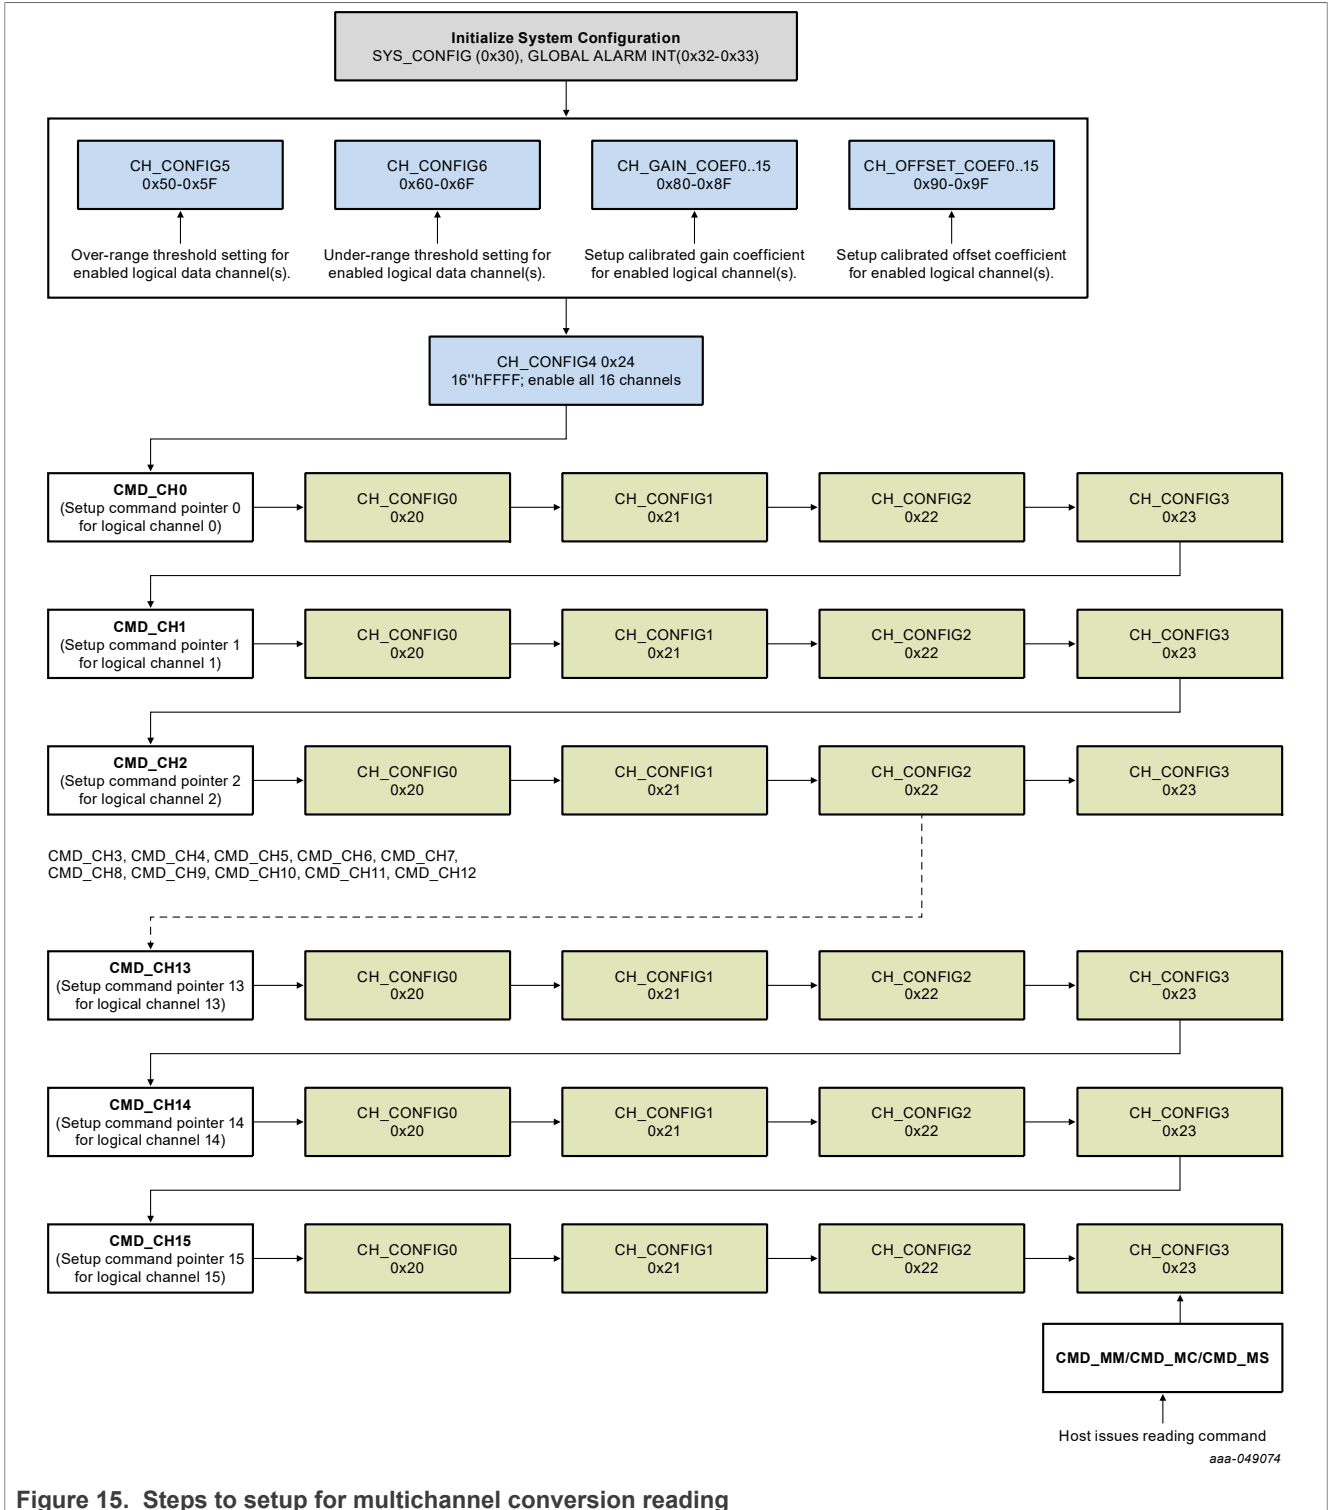 Initialize System Configuration
SYS_CONFIG (0x30), GLOBAL ALARM INT(0x32-0x33)
CH_CONFIG5
0x50-0x5F
CH_CONFIG6
0x60-0x6F
CH_GAIN_COEF0..15
0x80-0x8F
CH_OFFSET_COEF0..15
0x90-0x9F
Over-range threshold setting for
enabled logical data channel(s).
Under-range threshold setting for
enabled logical data channel(s).
Setup calibrated gain coefficient
for enabled logical channel(s).
Setup calibrated offset coefficient
for enabled logical channel(s).
CH_CONFIG4 0x24
16"hFFFF; enable all 16 channels
CMD_CH0
(Setup command pointer 0
for logical channel 0)
CH_CONFIG0
0x20
CH_CONFIG1
0x21
CH_CONFIG2
0x22
CH_CONFIG3
0x23
CMD_CH1
(Setup command pointer 1
for logical channel 1)
CH_CONFIG0
0x20
CH_CONFIG1
0x21
CH_CONFIG2
0x22
CH_CONFIG3
0x23
CMD_CH2
(Setup command pointer 2
for logical channel 2)
CH_CONFIG0
0x20
CH_CONFIG1
0x21
CH_CONFIG2
0x22
CH_CONFIG3
0x23
CMD_CH3, CMD_CH4, CMD_CH5, CMD_CH6, CMD_CH7,
CMD_CH8, CMD_CH9, CMD_CH10, CMD_CH11, CMD_CH12
CMD_CH13
(Setup command pointer 13
for logical channel 13)
CH_CONFIG0
0x20
CH_CONFIG1
0x21
CH_CONFIG2
0x22
CH_CONFIG3
0x23
CMD_CH14
(Setup command pointer 14
for logical channel 14)
CH_CONFIG0
0x20
CH_CONFIG1
0x21
CH_CONFIG2
0x22
CH_CONFIG3
0x23
CMD_CH15
(Setup command pointer 15
for logical channel 15)
CH_CONFIG0
0x20
CH_CONFIG1
0x21
CH_CONFIG2
0x22
CH_CONFIG3
0x23
CMD_MM/CMD_MC/CMD_MS
Host issues reading command
aaa-049074
Figure 15. Steps to setup for multichannel conversion reading